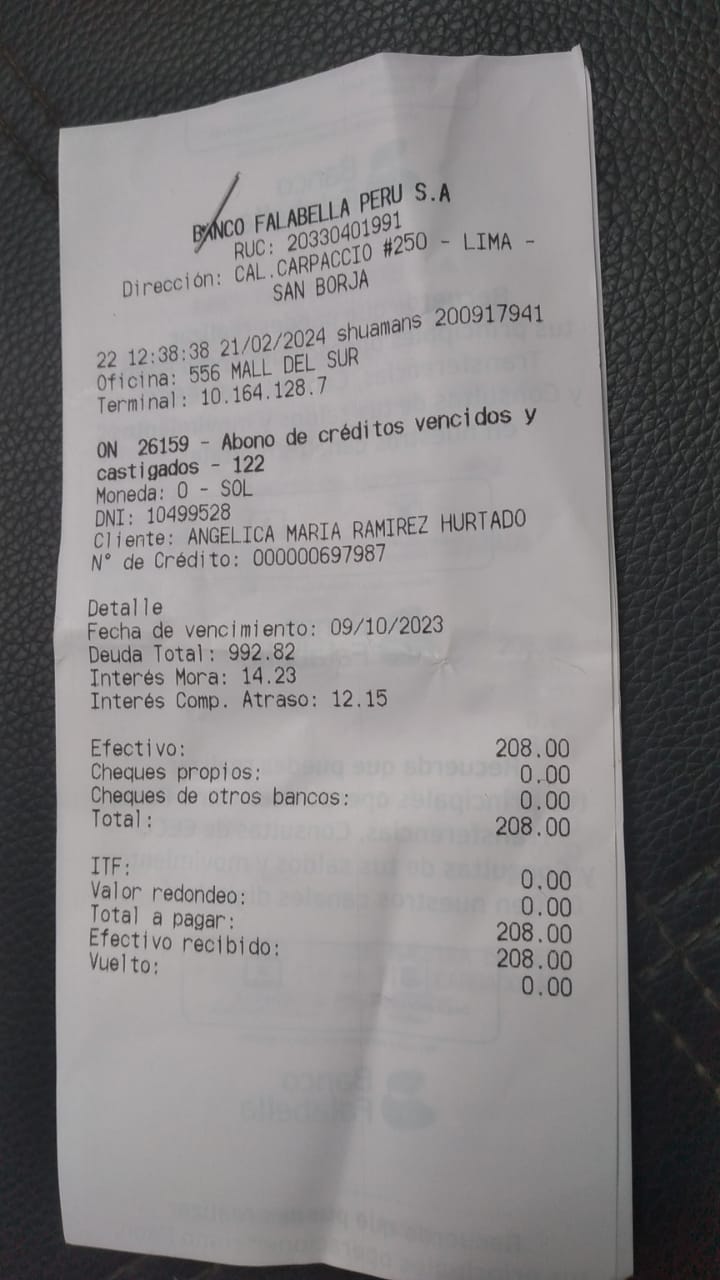 BANCO FALABELLA PERU S.A
RUC: 20330401991
Dirección: CAL.CARPACCIO #250 - LIMA -
SAN BORJA
22 12:38:38 21/02/2024 shuamans 200917941
Oficina: 556 MALL DEL SUR
Terminal: 10.164.128.7
ON 26159 - Abono de créditos vencidos y
castigados - 122
Moneda: 0 - SOL
DNI: 10499528
Cliente: ANGELICA MARIA RAMIREZ HURTADO
N° de Crédito: 000000697987
Detalle
Fecha de vencimiento: 09/10/2023
Deuda Total: 992.82
Interés Mora: 14.23
Interés Comp. Atraso: 12.15
Efectivo: 208.00
Cheques propios: 0.00
Cheques de otros bancos: 0.00
Total: 208.00
ITF: 0.00
Valor redondeo: 0.00
Total a pagar: 208.00
Efectivo recibido: 208.00
Vuelto: 0.00
Banco
Falabella